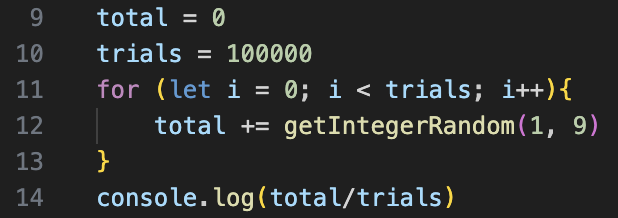 9 total = 0
10 trials = 100000
11 for (let i = 0; i < trials; i++){
12 total += getIntegerRandom(1, 9)
13 }
14 console.log(total/trials)